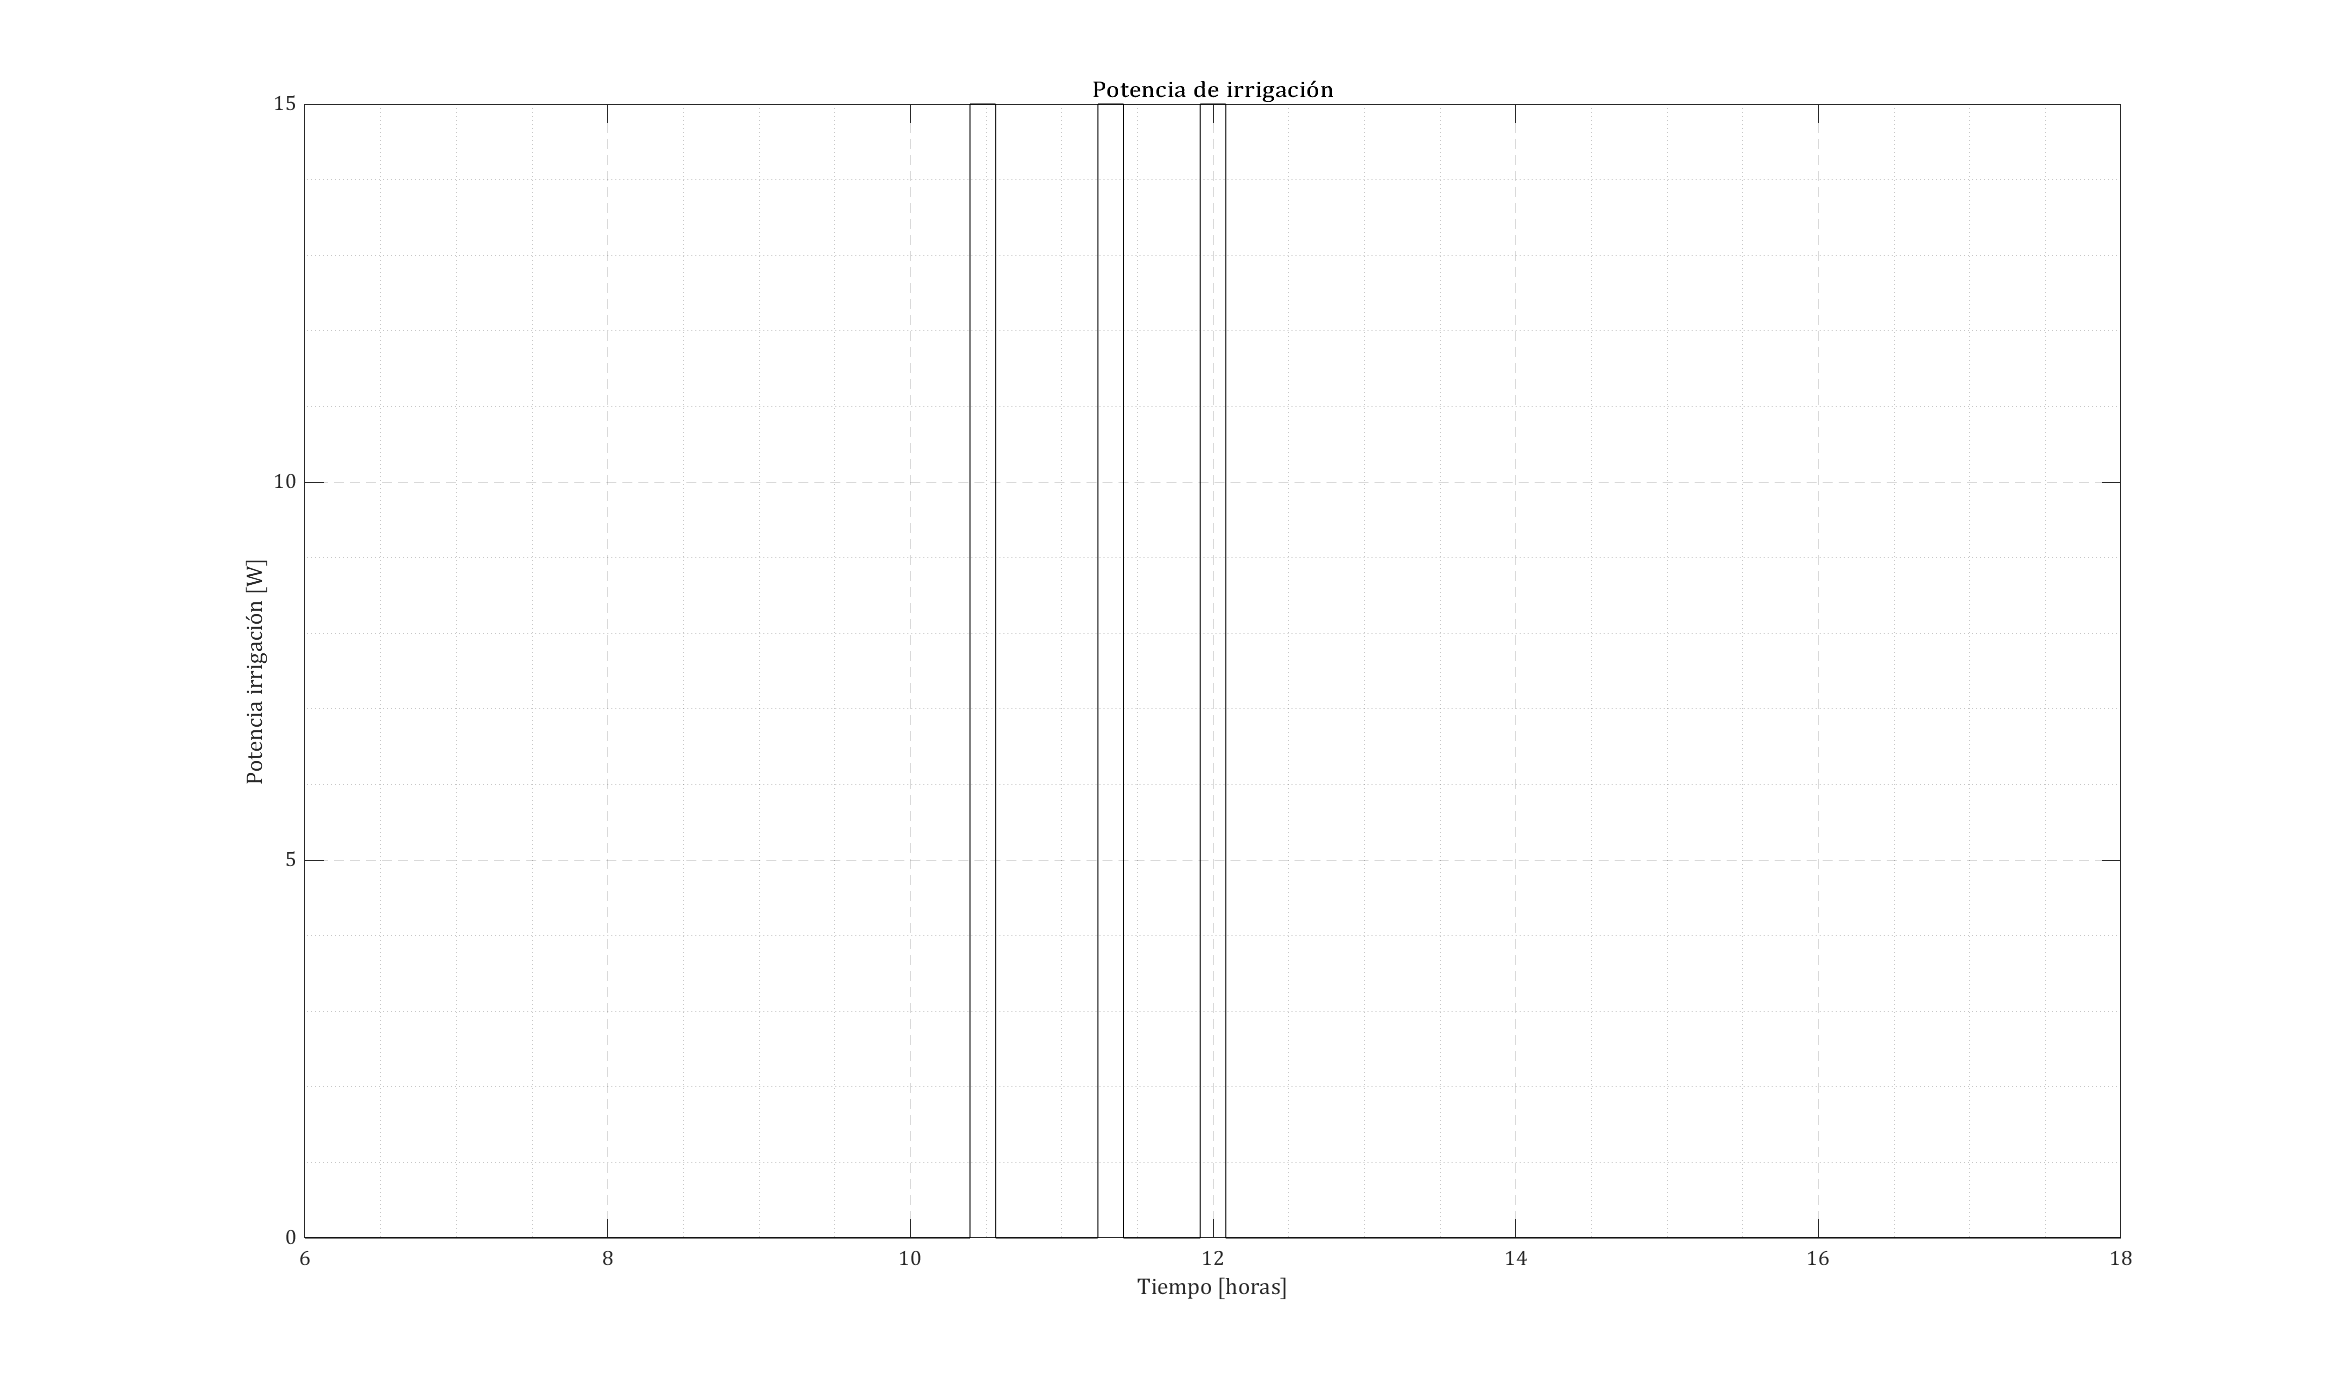 Potencia de irrigación
15
10
5
0
Potencia irrigación [W]
6 8 10 12 14 16 18
Tiempo [horas]